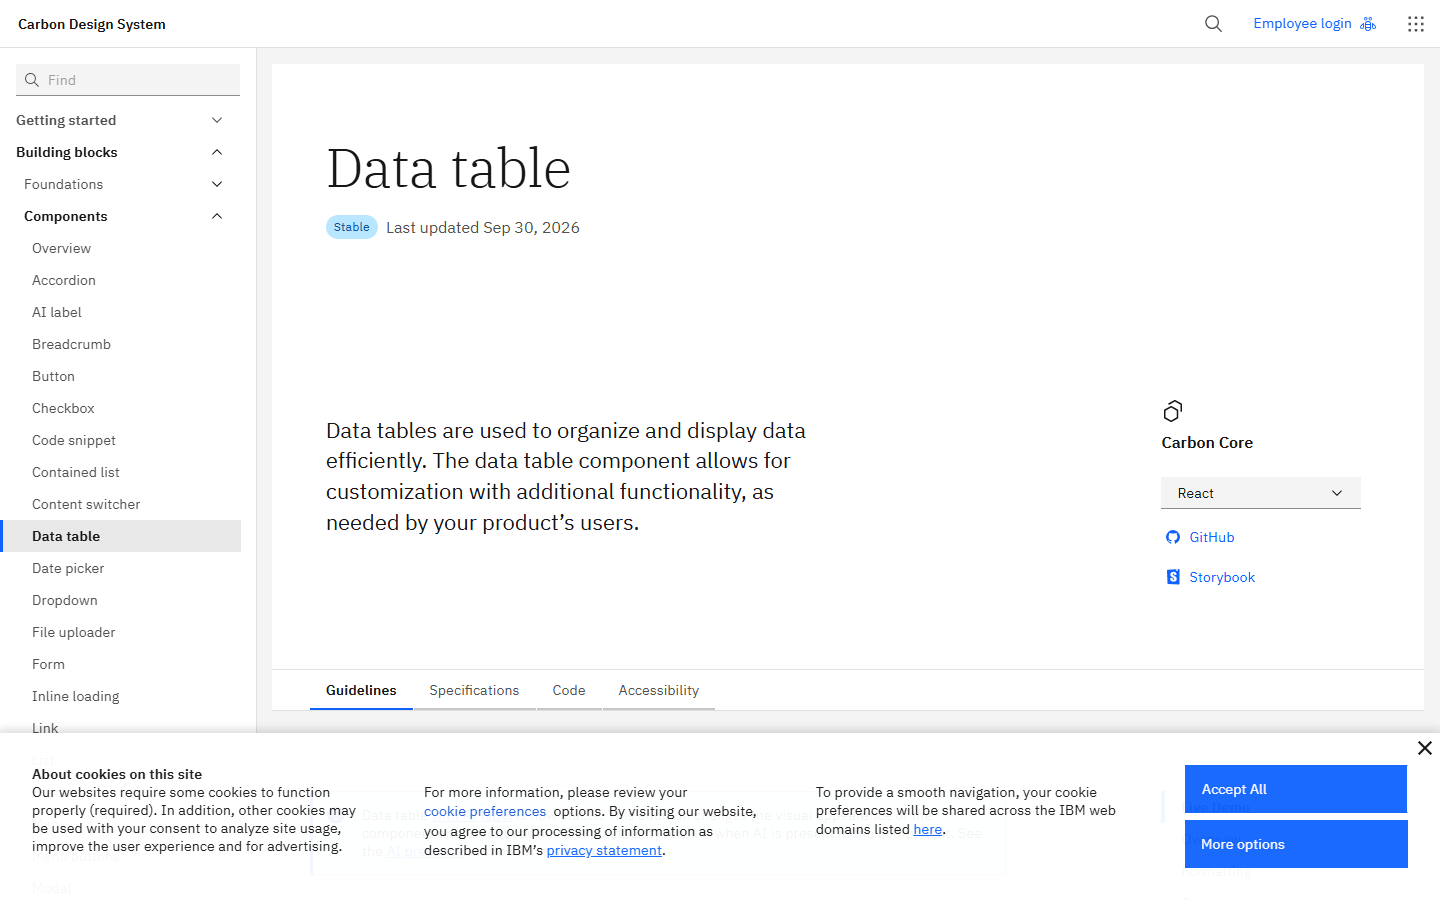 Carbon Design System
Employee login
Find
Getting started
Building blocks
Foundations
Components
Overview
Accordion
AI label
Breadcrumb
Button
Checkbox
Code snippet
Contained list
Content switcher
Data table
Date picker
Dropdown
File uploader
Form
Inline loading
Link
Modal
Data table
Stable
Last updated Sep 30, 2026
Data tables are used to organize and display data
efficiently. The data table component allows for
customization with additional functionality, as
needed by your product’s users.
Carbon Core
React
GitHub
Storybook
Guidelines
Specifications
Code
Accessibility
About cookies on this site
Our websites require some cookies to function
properly (required). In addition, other cookies may
be used with your consent to analyze site usage,
improve the user experience and for advertising.
For more information, please review your
cookie preferences options. By visiting our website,
you agree to our processing of information as
described in IBM’s privacy statement.
To provide a smooth navigation, your cookie
preferences will be shared across the IBM web
domains listed here.
Accept All
More options